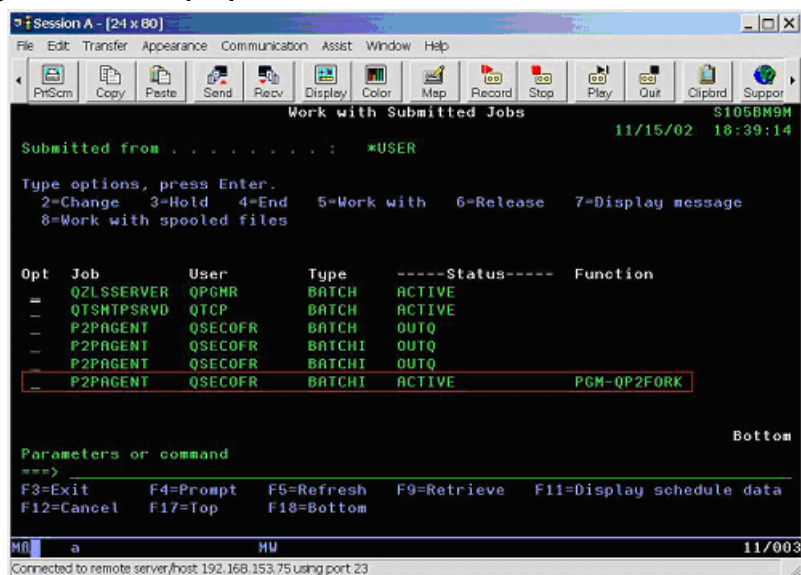 Session A - [24 x 80]
File Edit Transfer Appearance Communication Assist Window Help
PrtScrn Copy Paste Send Recv Display Color Map Record Stop Play Quit Clipbrd Suppor
Work with Submitted Jobs S105BM9M
11/15/02 18:39:14
Submitted from . . . . . . . . : *USER
Type options, press Enter.
2=Change 3=Hold 4=End 5=Work with 6=Release 7=Display message
8=Work with spooled files
Opt Job User Type -----Status----- Function
_ QZLSSERVER QPGMR BATCH ACTIVE
_ QTSMTPSRVD QTCP BATCH ACTIVE
_ P2PAGENT QSECOFR BATCH OUTQ
_ P2PAGENT QSECOFR BATCHI OUTQ
_ P2PAGENT QSECOFR BATCHI OUTQ
_ P2PAGENT QSECOFR BATCHI ACTIVE PGM-QP2FORK
Bottom
Parameters or command
===>
F3=Exit F4=Prompt F5=Refresh F9=Retrieve F11=Display schedule data
F12=Cancel F17=Top F18=Bottom
a MW 11/003
Connected to remote server/host 192.168.153.75 using port 23